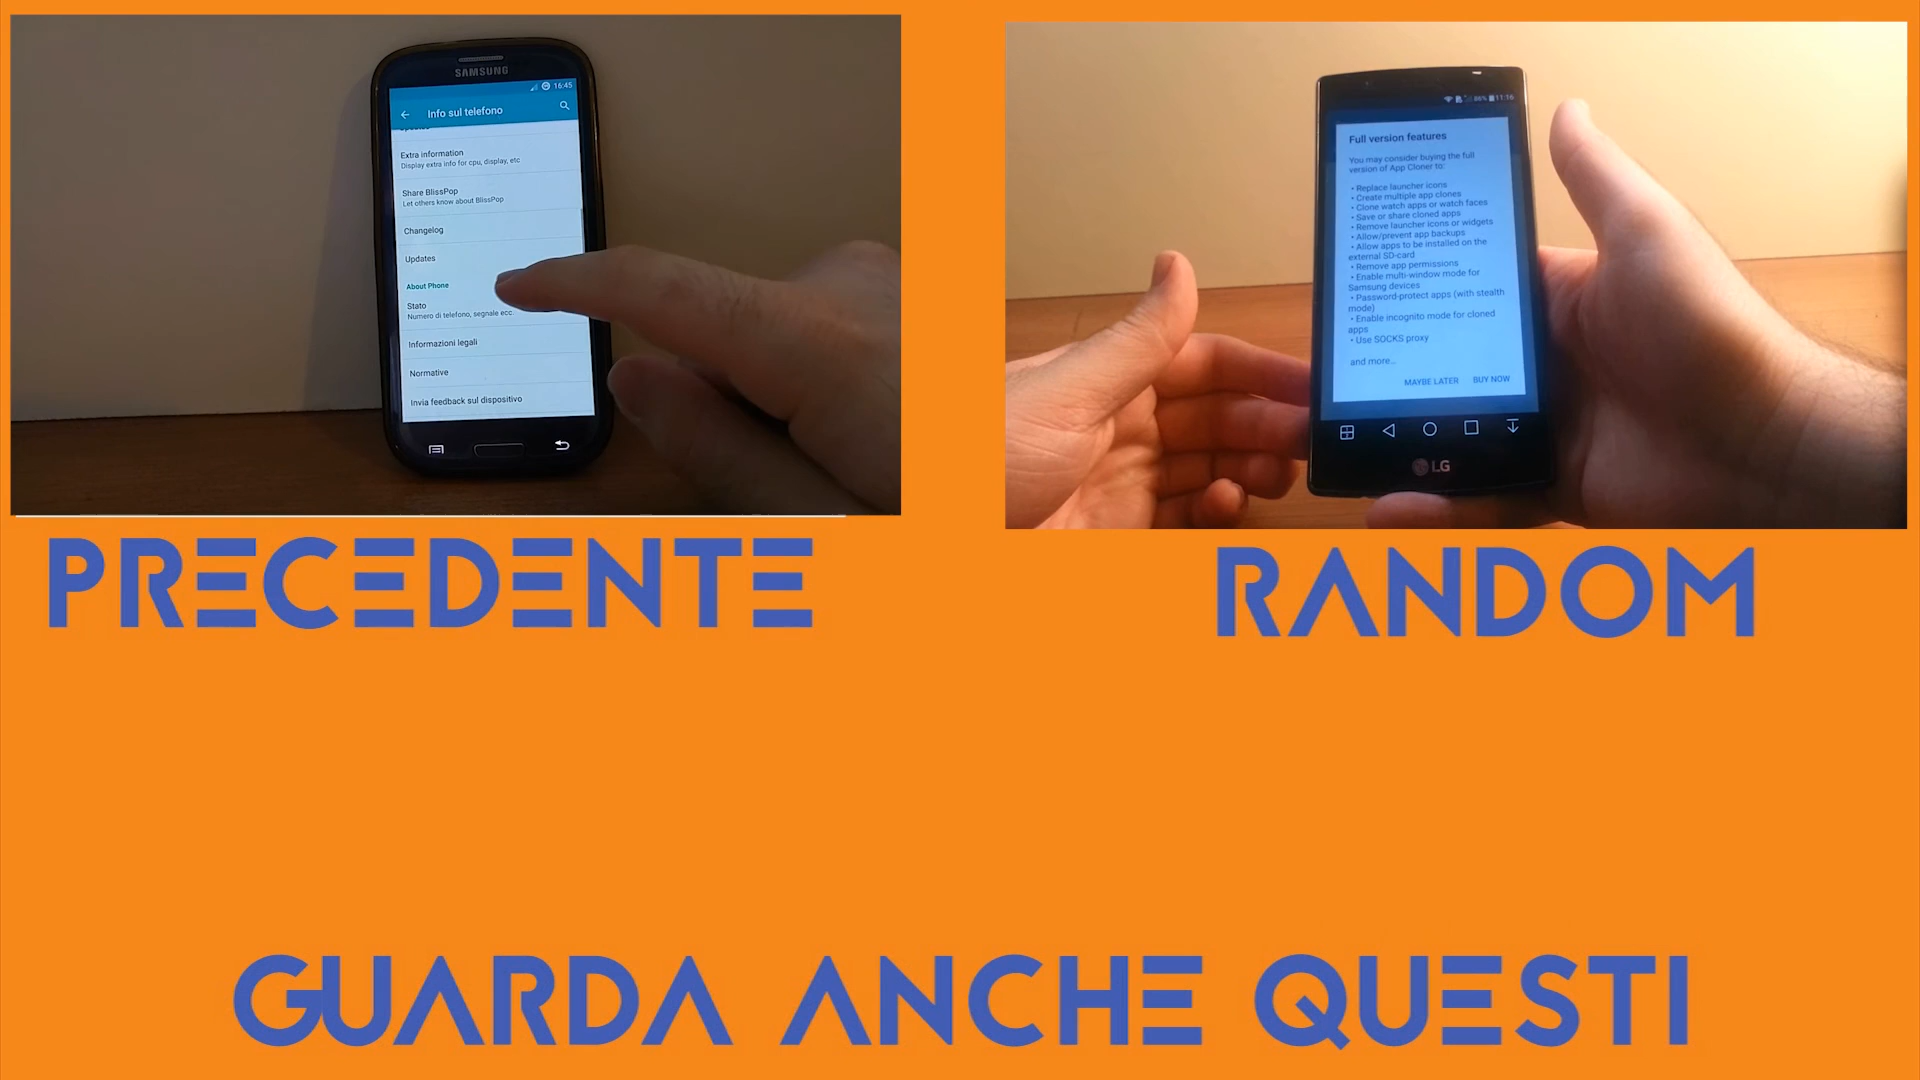 SAMSUNG
16:45
Info sul telefono
Extra information
Display extra info for cpu, display, etc
Share BlissPop
Let others know about BlissPop
Changelog
Updates
About Phone
Stato
Numero di telefono, segnale ecc
Informazioni legali
Normative
Invia feedback sul dispositivo
86% 11:16
Full version features
You may consider buying the full
version of App Cloner to:
• Replace launcher icons
• Create multiple app clones
• Clone watch apps or watch faces
• Save or share cloned apps
• Remove launcher icons or widgets
• Allow/prevent app backups
• Allow apps to be installed on the
external SD-card
• Remove app permissions
• Enable multi-window mode for
Samsung devices
• Password-protect apps (with stealth
mode)
• Enable incognito mode for cloned
apps
• Use SOCKS proxy
and more...
MAYBE LATER BUY NOW
LG
PRECEDENTE
RANDOM
GUARDA ANCHE QUESTI